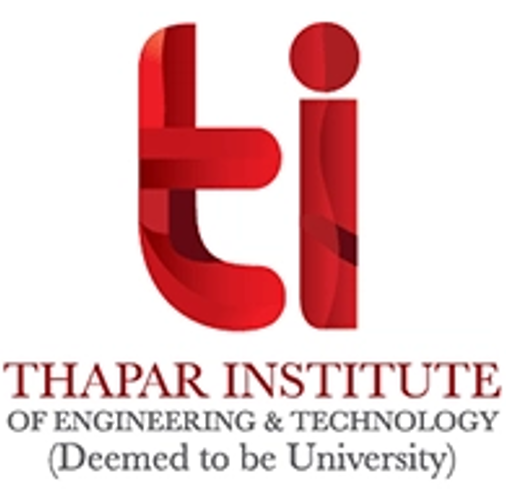 ti
THAPAR INSTITUTE
OF ENGINEERING & TECHNOLOGY
(Deemed to be University)